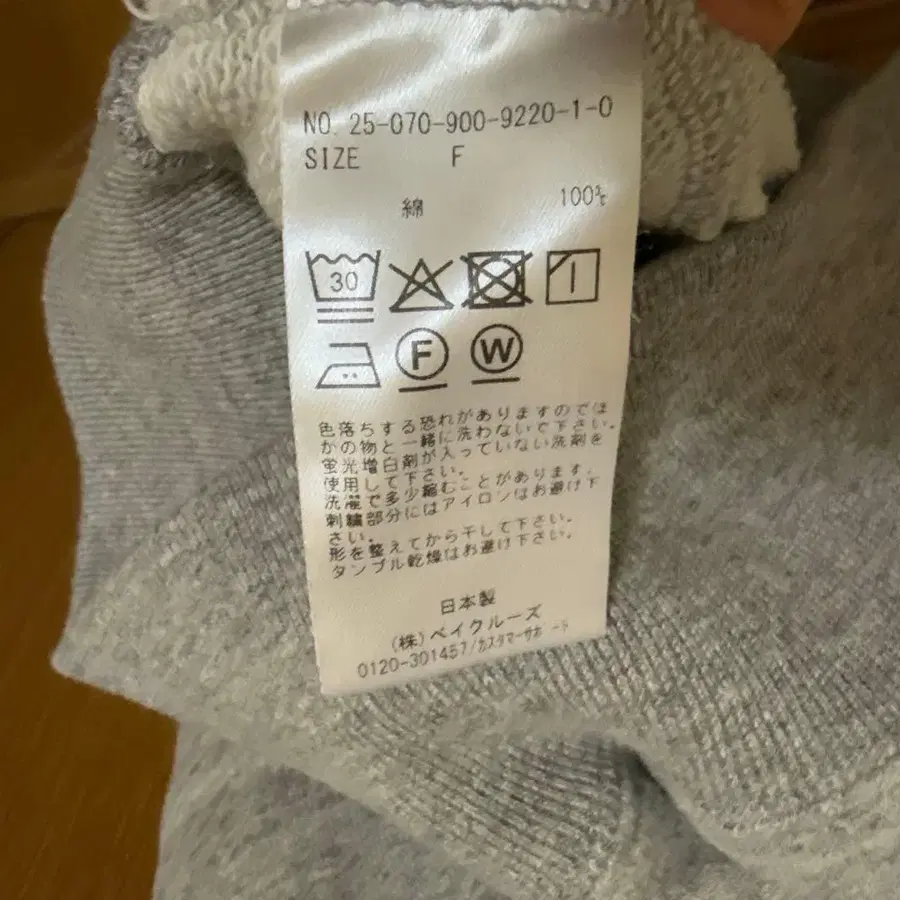 NO. 25-070-900-9220-1-0
SIZE F
綿 100%
30
F W
色落ちする恐れがありますのでほ
かの物と一緒に洗わないで下さい。
蛍光増白剤が入っていない洗剤を
使用して下さい。
洗濯で多少縮むことがあります。
刺繍部分にはアイロンはお避け下
さい。
形を整えてから干して下さい。
タンブル乾燥はお避け下さい。
日本製
(株)ベイクルーズ
0120-301457/カスタマーサポート